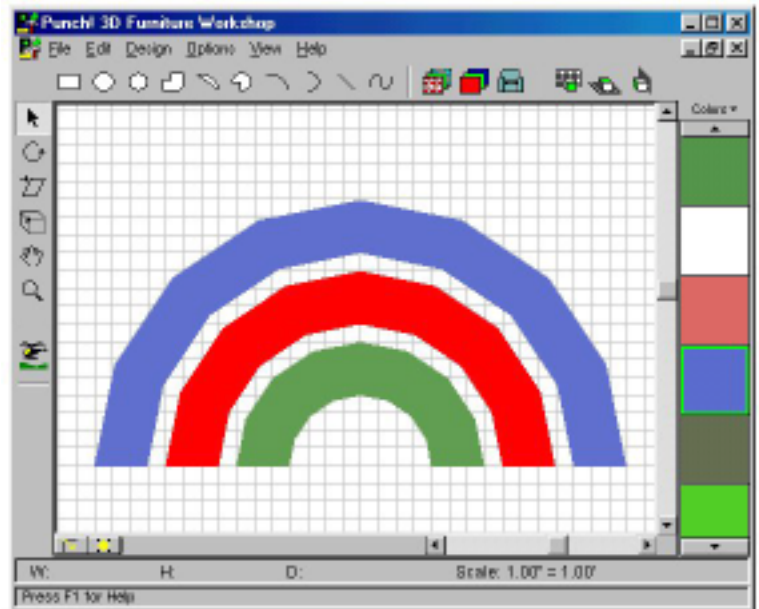 Punch! 3D Furniture Workshop
File Edit Design Options View Help
Colors
W: H: D: Scale: 1.00" = 1.00'
Press F1 for Help